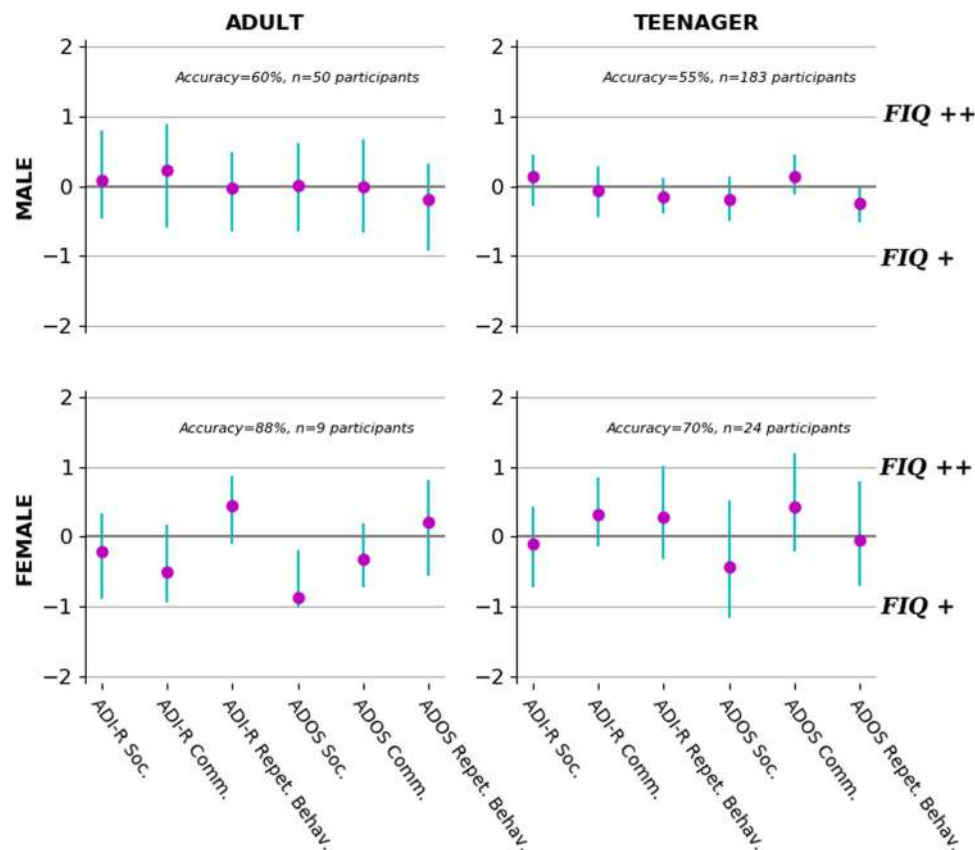 ADULT
TEENAGER
2
Accuracy=60%, n=50 participants
1
0
−1
−2
MALE
Accuracy=55%, n=183 participants
2
1
0
−1
−2
FIQ ++
FIQ +
2
Accuracy=88%, n=9 participants
1
0
−1
−2
FEMALE
2
Accuracy=70%, n=24 participants
1
0
−1
−2
FIQ ++
FIQ +
ADI-R Soc.
ADI-R Comm.
ADI-R Repet. Behav.
ADOS Soc.
ADOS Comm.
ADOS Repet. Behav.
ADI-R Soc.
ADI-R Comm.
ADI-R Repet. Behav.
ADOS Soc.
ADOS Comm.
ADOS Repet. Behav.